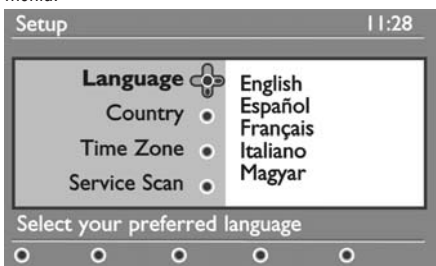 Setup 11:28
Language
Country
Time Zone
Service Scan
English
Español
Français
Italiano
Magyar
Select your preferred language